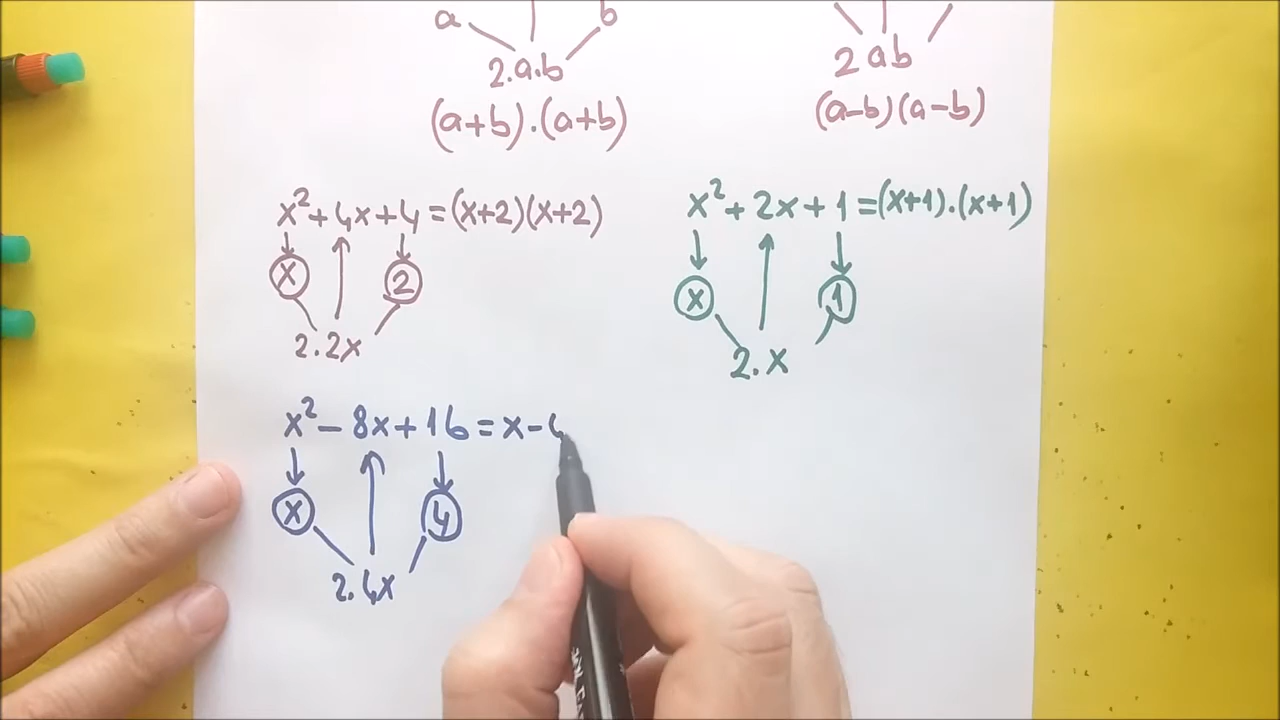 a b
2.a.b
(a+b).(a+b)
2ab
(a-b)(a-b)
x²+4x+4=(x+2)(x+2)
x 2
2.2x
x²+2x+1=(x+1).(x+1)
x 1
2.x
x²-8x+16=x-
x 4
2.4x